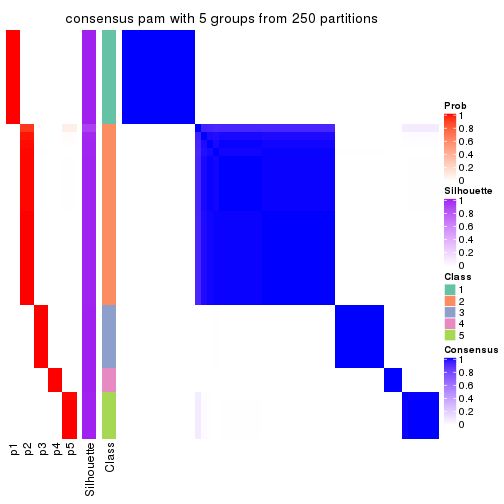 consensus pam with 5 groups from 250 partitions
Prob
1
0.8
0.6
0.4
0.2
0
Silhouette
1
0.8
0.6
0.4
0.2
0
Class
1
2
3
4
5
Consensus
1
0.8
0.6
0.4
0.2
0
p1
p2
p3
p4
p5
Silhouette
Class